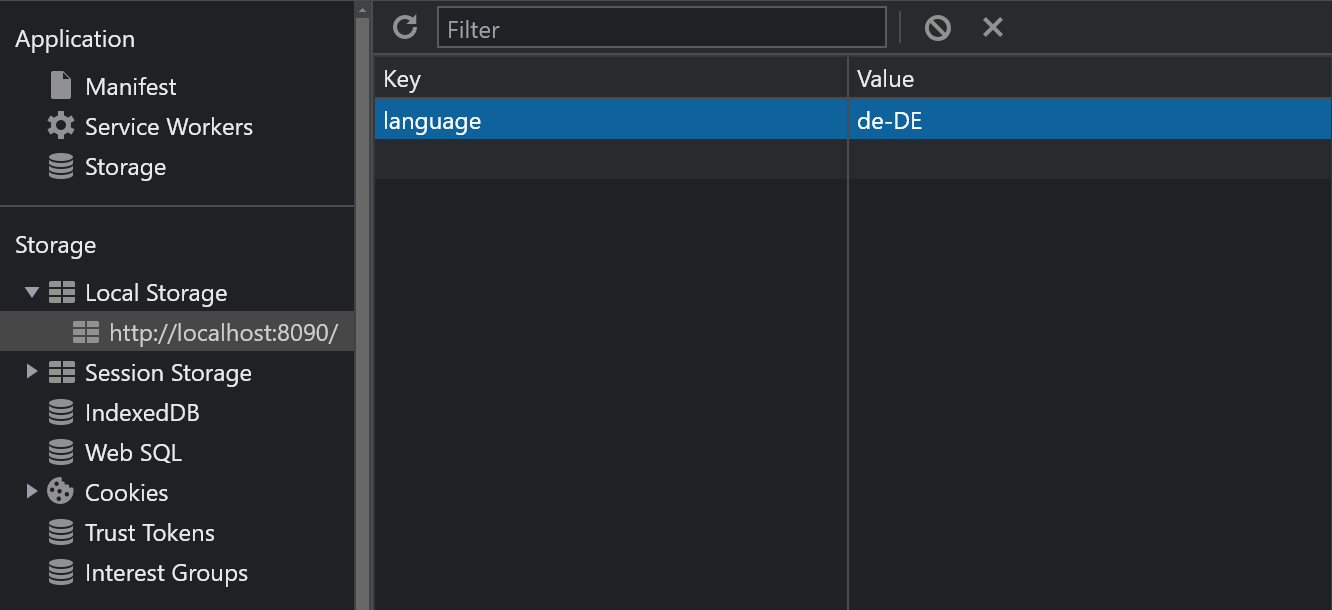 Application
Manifest
Service Workers
Storage
Storage
Local Storage
http://localhost:8090/
Session Storage
IndexedDB
Web SQL
Cookies
Trust Tokens
Interest Groups
Filter
Key Value
language de-DE